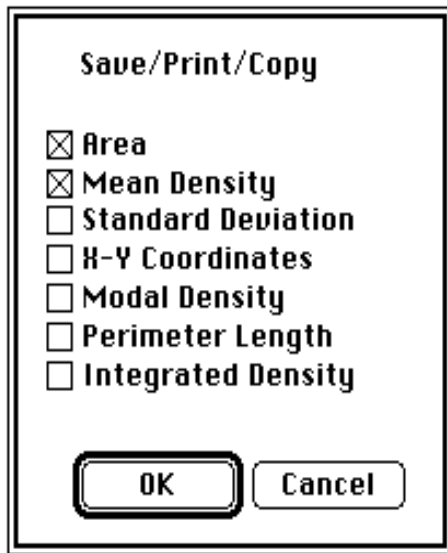 Save/Print/Copy
Area
Mean Density
Standard Deviation
X-Y Coordinates
Modal Density
Perimeter Length
Integrated Density
OK
Cancel